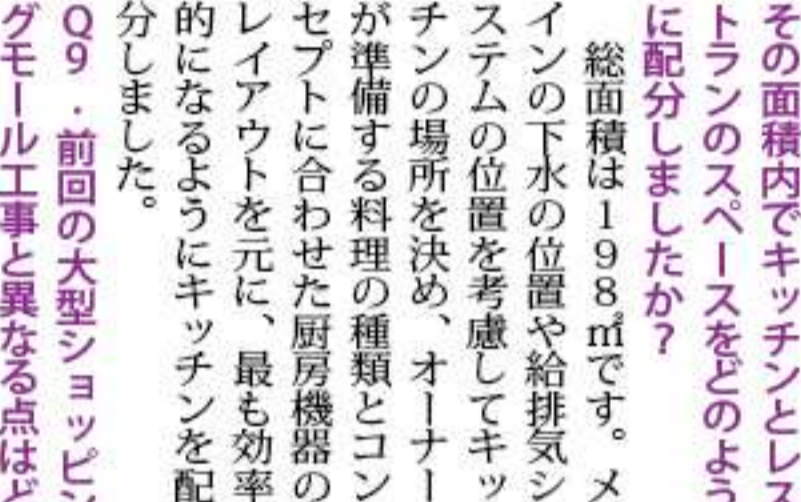 その面積内でキッチンとレス
トランのスペースをどのよう
に配分しましたか?
総面積は198㎡です。メ
インの下水の位置や給排気シ
ステムの位置を考慮してキッ
チンの場所を決め、オーナー
が準備する料理の種類とコン
セプトに合わせた厨房機器の
レイアウトを元に、最も効率
的になるようにキッチンを配
分しました。
Q9.前回の大型ショッピン
グモール工事と異なる点はど